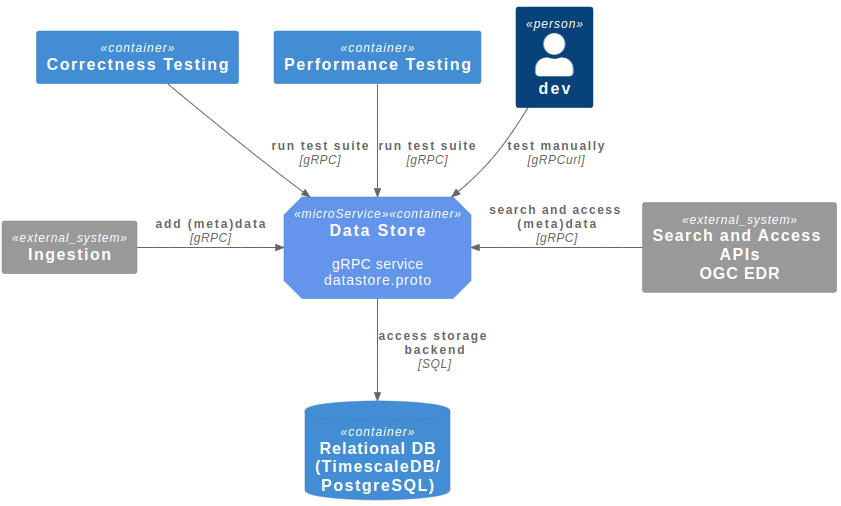 «container»
Correctness Testing
«container»
Performance Testing
«person»
dev
run test suite
[gRPC]
run test suite
[gRPC]
test manually
[gRPCurl]
«external_system»
Ingestion
add (meta)data
[gRPC]
«microService»«container»
Data Store
gRPC service
datastore.proto
search and access
(meta)data
[gRPC]
«external_system»
Search and Access
APIs
OGC EDR
access storage
backend
[SQL]
«container»
Relational DB
(TimescaleDB/
PostgreSQL)